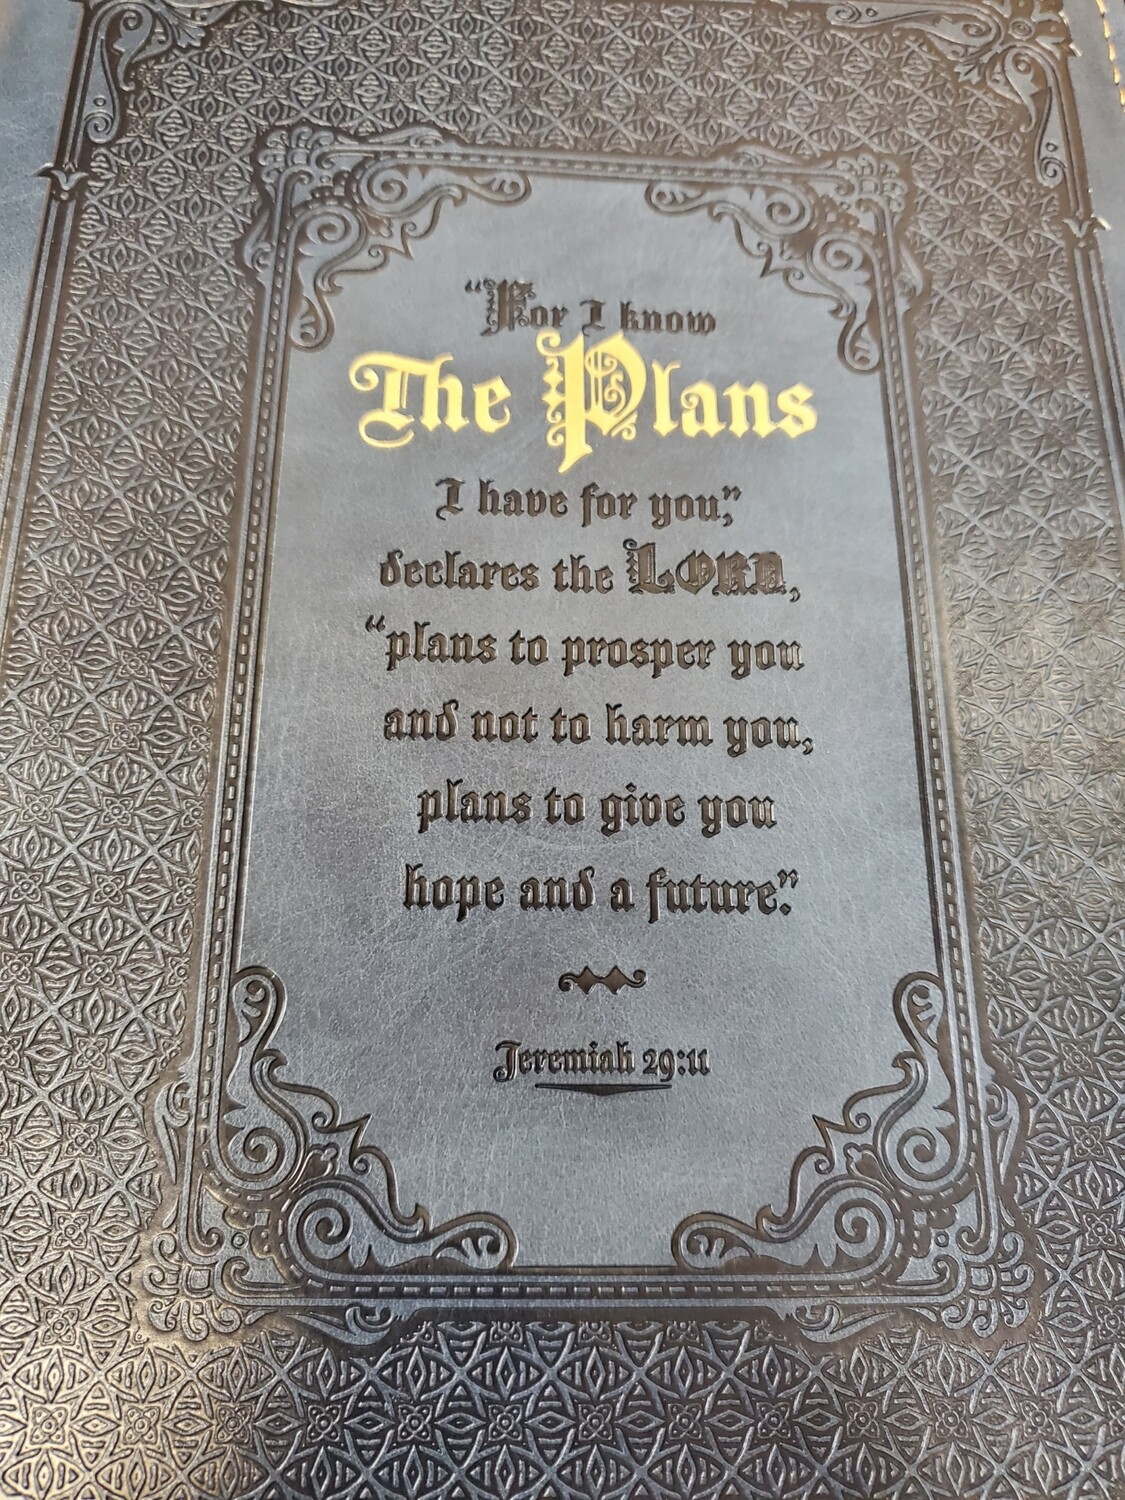 “For I know
The Plans
I have for you,”
declares the LORD,
“plans to prosper you
and not to harm you,
plans to give you
hope and a future.”
Jeremiah 29:11